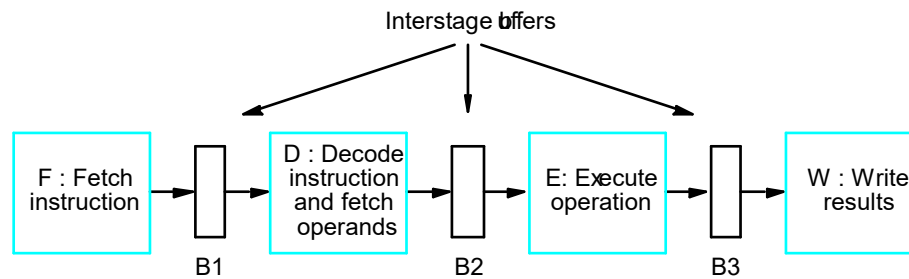 Interstage buffers
F : Fetch
instruction
D : Decode
instruction
and fetch
operands
E: Execute
operation
W : Write
results
B1
B2
B3